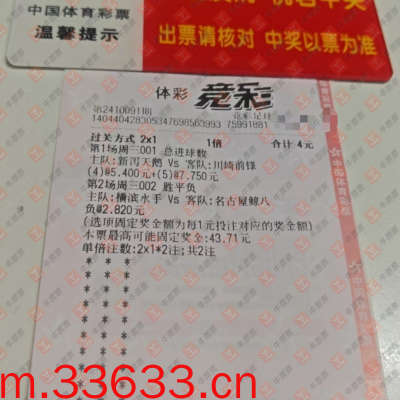 中国体育彩票
温馨提示
出票请核对 中奖以票为准
体彩 竞彩
竞彩足球
过关方式 2x1 1倍 合计 4元
第1场周三001 总进球数
主队:新泻天鹅 Vs 客队:川崎前锋
(4)@5.400元+(5)@7.750元
第2场周三002 胜平负
主队:横滨水手 Vs 客队:名古屋鲸八
负@2.820元
(选项固定奖金额为每1元投注对应的奖金额)
本票最高可能固定奖金:43.71元
单倍注数:2x1*2注;共2注
* * *
* * *
* * *
* * *
* * *
* * *
* * *
m.33633.cn